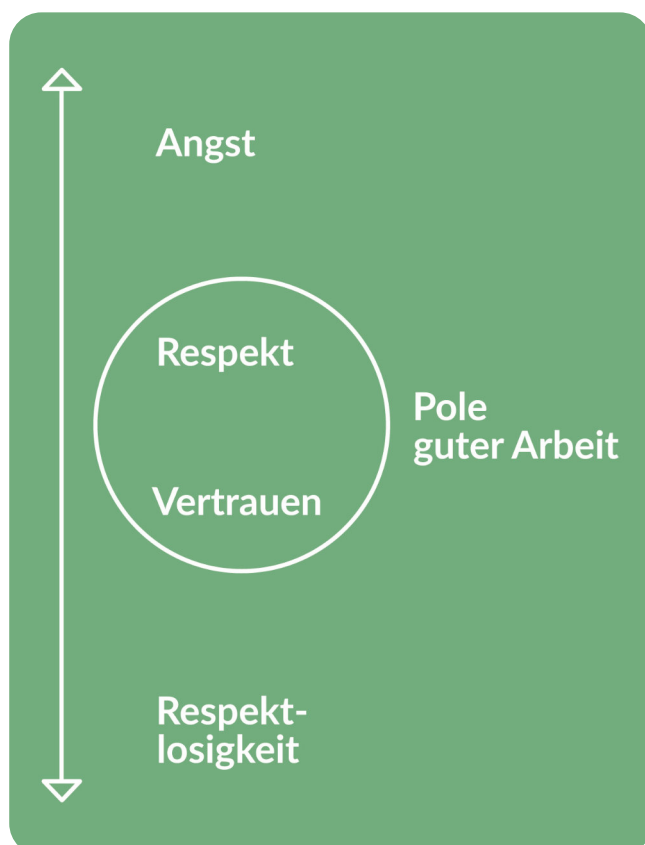 Angst
Respekt
Pole
guter Arbeit
Vertrauen
Respekt-
losigkeit